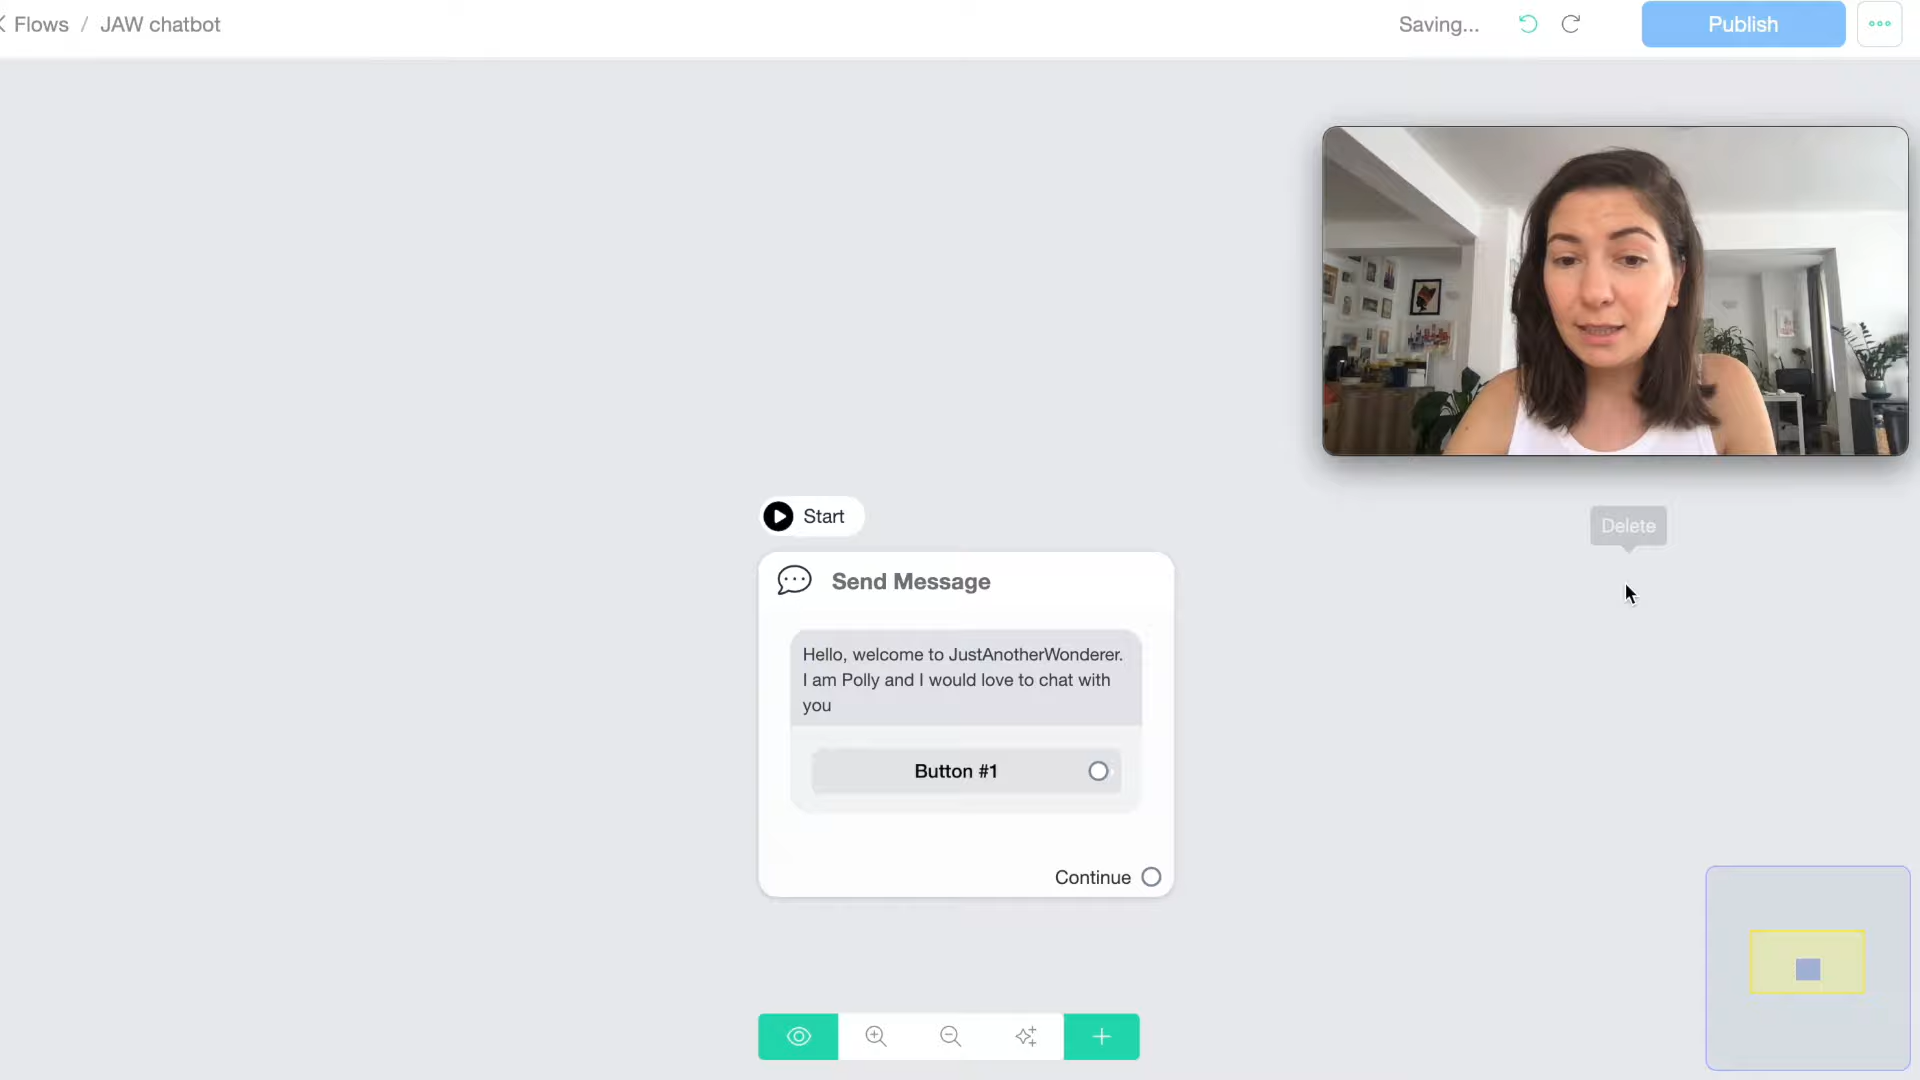 Flows / JAW chatbot
Saving...
Publish
Delete
Start
Send Message
Hello, welcome to JustAnotherWonderer.
I am Polly and I would love to chat with
you
Button #1
Continue